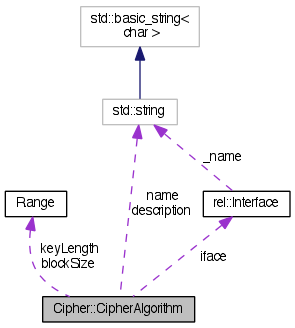 std::basic_string<
char >
std::string
_name
name
description
Range
rel::Interface
keyLength
blockSize
iface
Cipher::CipherAlgorithm